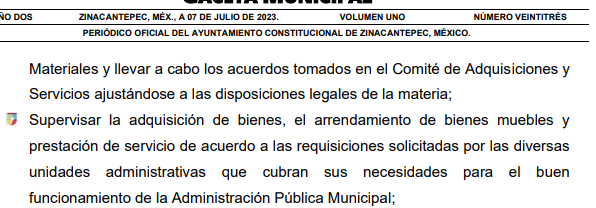 GACETA MUNICIPAL
AÑO DOS ZINACANTEPEC, MÉX., A 07 DE JULIO DE 2023. VOLUMEN UNO NÚMERO VEINTITRÉS
PERIÓDICO OFICIAL DEL AYUNTAMIENTO CONSTITUCIONAL DE ZINACANTEPEC, MÉXICO.
Materiales y llevar a cabo los acuerdos tomados en el Comité de Adquisiciones y
Servicios ajustándose a las disposiciones legales de la materia;
Supervisar la adquisición de bienes, el arrendamiento de bienes muebles y
prestación de servicio de acuerdo a las requisiciones solicitadas por las diversas
unidades administrativas que cubran sus necesidades para el buen
funcionamiento de la Administración Pública Municipal;